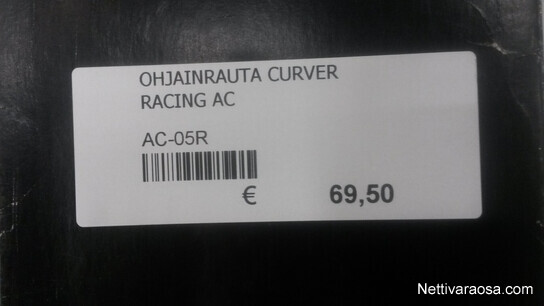 OHJAINRAUTA CURVER
RACING AC
AC-05R
€ 69,50
Nettivaraosa.com